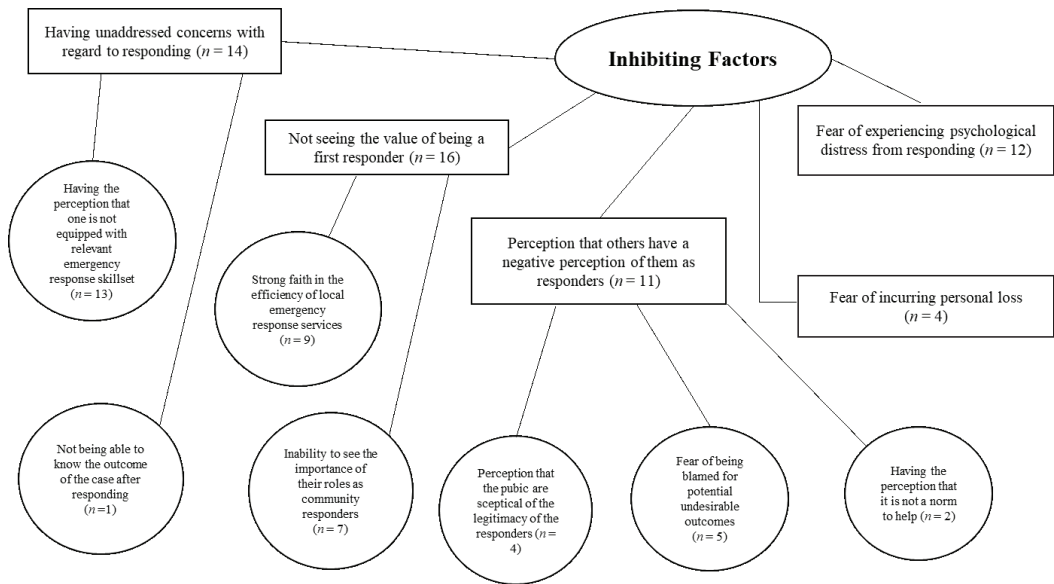 Having unaddressed concerns with
regard to responding (n = 14)
Inhibiting Factors
Fear of experiencing psychological
distress from responding (n = 12)
Not seeing the value of being a
first responder (n = 16)
Having the
perception that
one is not
equipped with
relevant
emergency
response skillset
(n = 13)
Perception that others have a
negative perception of them as
responders (n = 11)
Strong faith in the
efficiency of local
emergency
response services
(n = 9)
Fear of incurring personal loss
(n = 4)
Not being able to
know the outcome
of the case after
responding
(n =1)
Inability to see the
importance of
their roles as
community
responders
(n = 7)
Perception that
the pubic are
sceptical of the
legitimacy of the
responders (n =
4)
Fear of being
blamed for
potential
undesirable
outcomes
(n = 5)
Having the
perception that
it is not a norm
to help (n = 2)